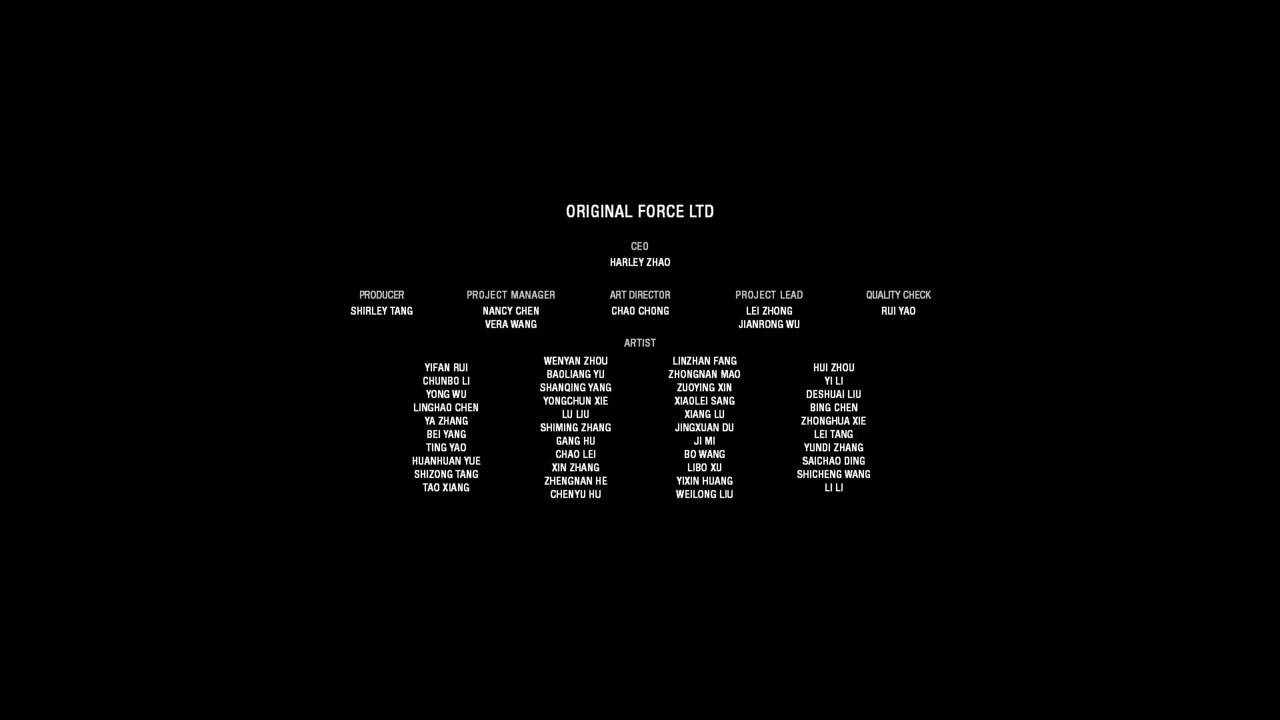 ORIGINAL FORCE LTD
CEO
HARLEY ZHAO
PRODUCER
SHIRLEY TANG
PROJECT MANAGER
NANCY CHEN
VERA WANG
ART DIRECTOR
CHAO CHONG
PROJECT LEAD
LEI ZHONG
JIANRONG WU
QUALITY CHECK
RUI YAO
ARTIST
YIFAN RUI
CHUNBO LI
YONG WU
LINGHAO CHEN
YA ZHANG
BEI YANG
TING YAO
HUANHUAN YUE
SHIZONG TANG
TAO XIANG
WENYAN ZHOU
BAOLIANG YU
SHANQING YANG
YONGCHUN XIE
LU LIU
SHIMING ZHANG
GANG HU
CHAO LEI
XIN ZHANG
ZHENGNAN HE
CHENYU HU
LINZHAN FANG
ZHONGNAN MAO
ZUOYING XIN
XIAOLEI SANG
XIANG LU
JINGXUAN DU
JI MI
BO WANG
LIBO XU
YIXIN HUANG
WEILONG LIU
HUI ZHOU
YI LI
DESHUAI LIU
BING CHEN
ZHONGHUA XIE
LEI TANG
YUNDI ZHANG
SAICHAO DING
SHICHENG WANG
LI LI